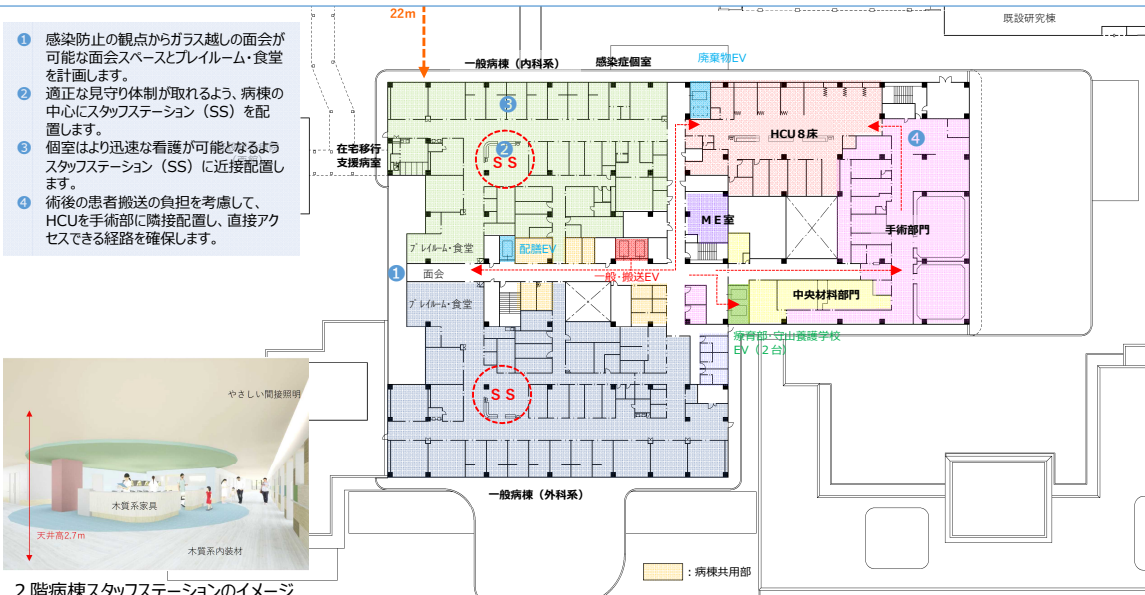 22m
既設研究棟
① 感染防止の観点からガラス越しの面会が
可能な面会スペースとプレイルーム・食堂
を計画します。
② 適正な見守り体制が取れるよう、病棟の
中心にスタッフステーション（SS）を配
置します。
③ 個室はより迅速な看護が可能となるよう
スタッフステーション（SS）に近接配置し
ます。
④ 術後の患者搬送の負担を考慮して、
HCUを手術部に隣接配置し、直接アク
セスできる経路を確保します。
一般病棟（内科系）
感染症個室
廃棄物EV
③
HCU８床
④
在宅移行
支援病室
②
ＳＳ
ＭＥ室
手術部門
プレイルーム・食堂
配膳EV
①
面会
一般・搬送EV
プレイルーム・食堂
中央材料部門
療育部・守山養護学校
EV（２台）
ＳＳ
一般病棟（外科系）
：病棟共用部
やさしい間接照明
木質系家具
天井高2.7m
木質系内装材
２階病棟スタッフステーションのイメージ